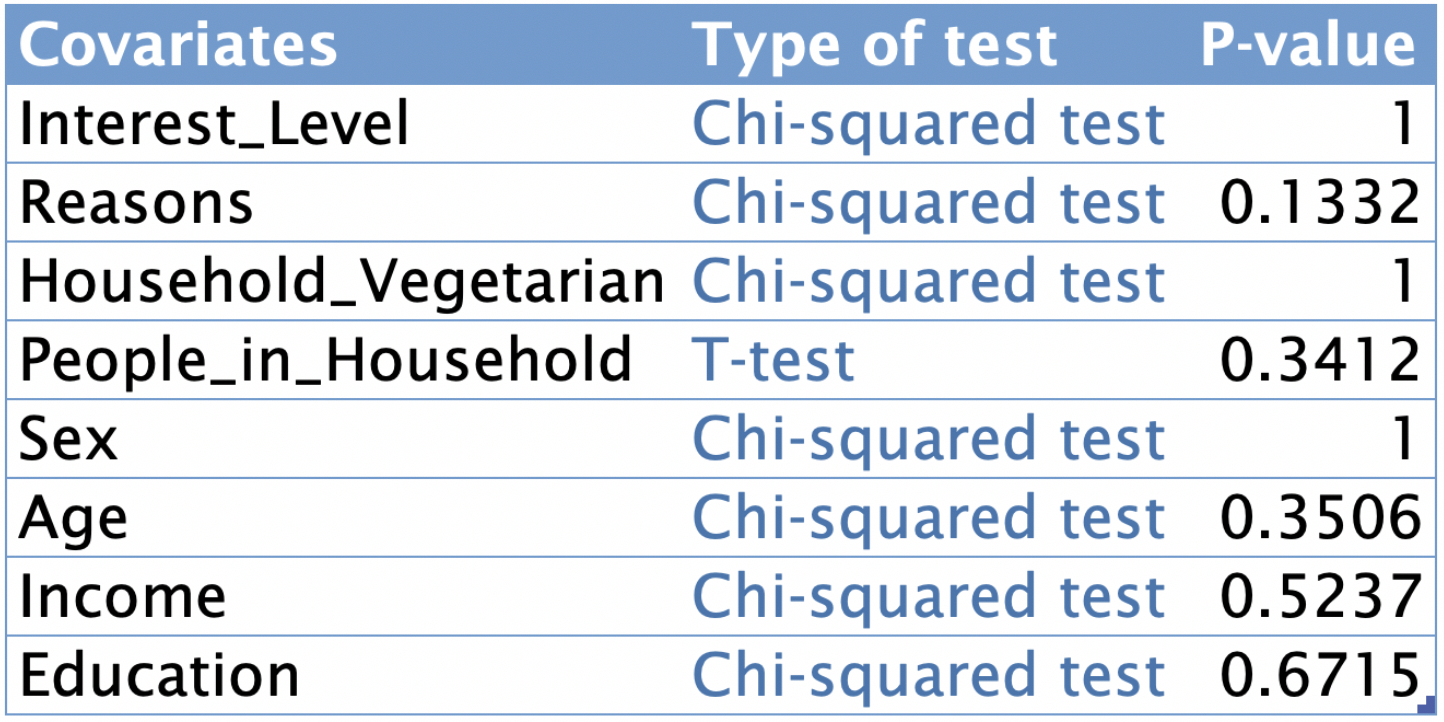 Covariates Type of test P-value
Interest_Level Chi-squared test 1
Reasons Chi-squared test 0.1332
Household_Vegetarian Chi-squared test 1
People_in_Household T-test 0.3412
Sex Chi-squared test 1
Age Chi-squared test 0.3506
Income Chi-squared test 0.5237
Education Chi-squared test 0.6715